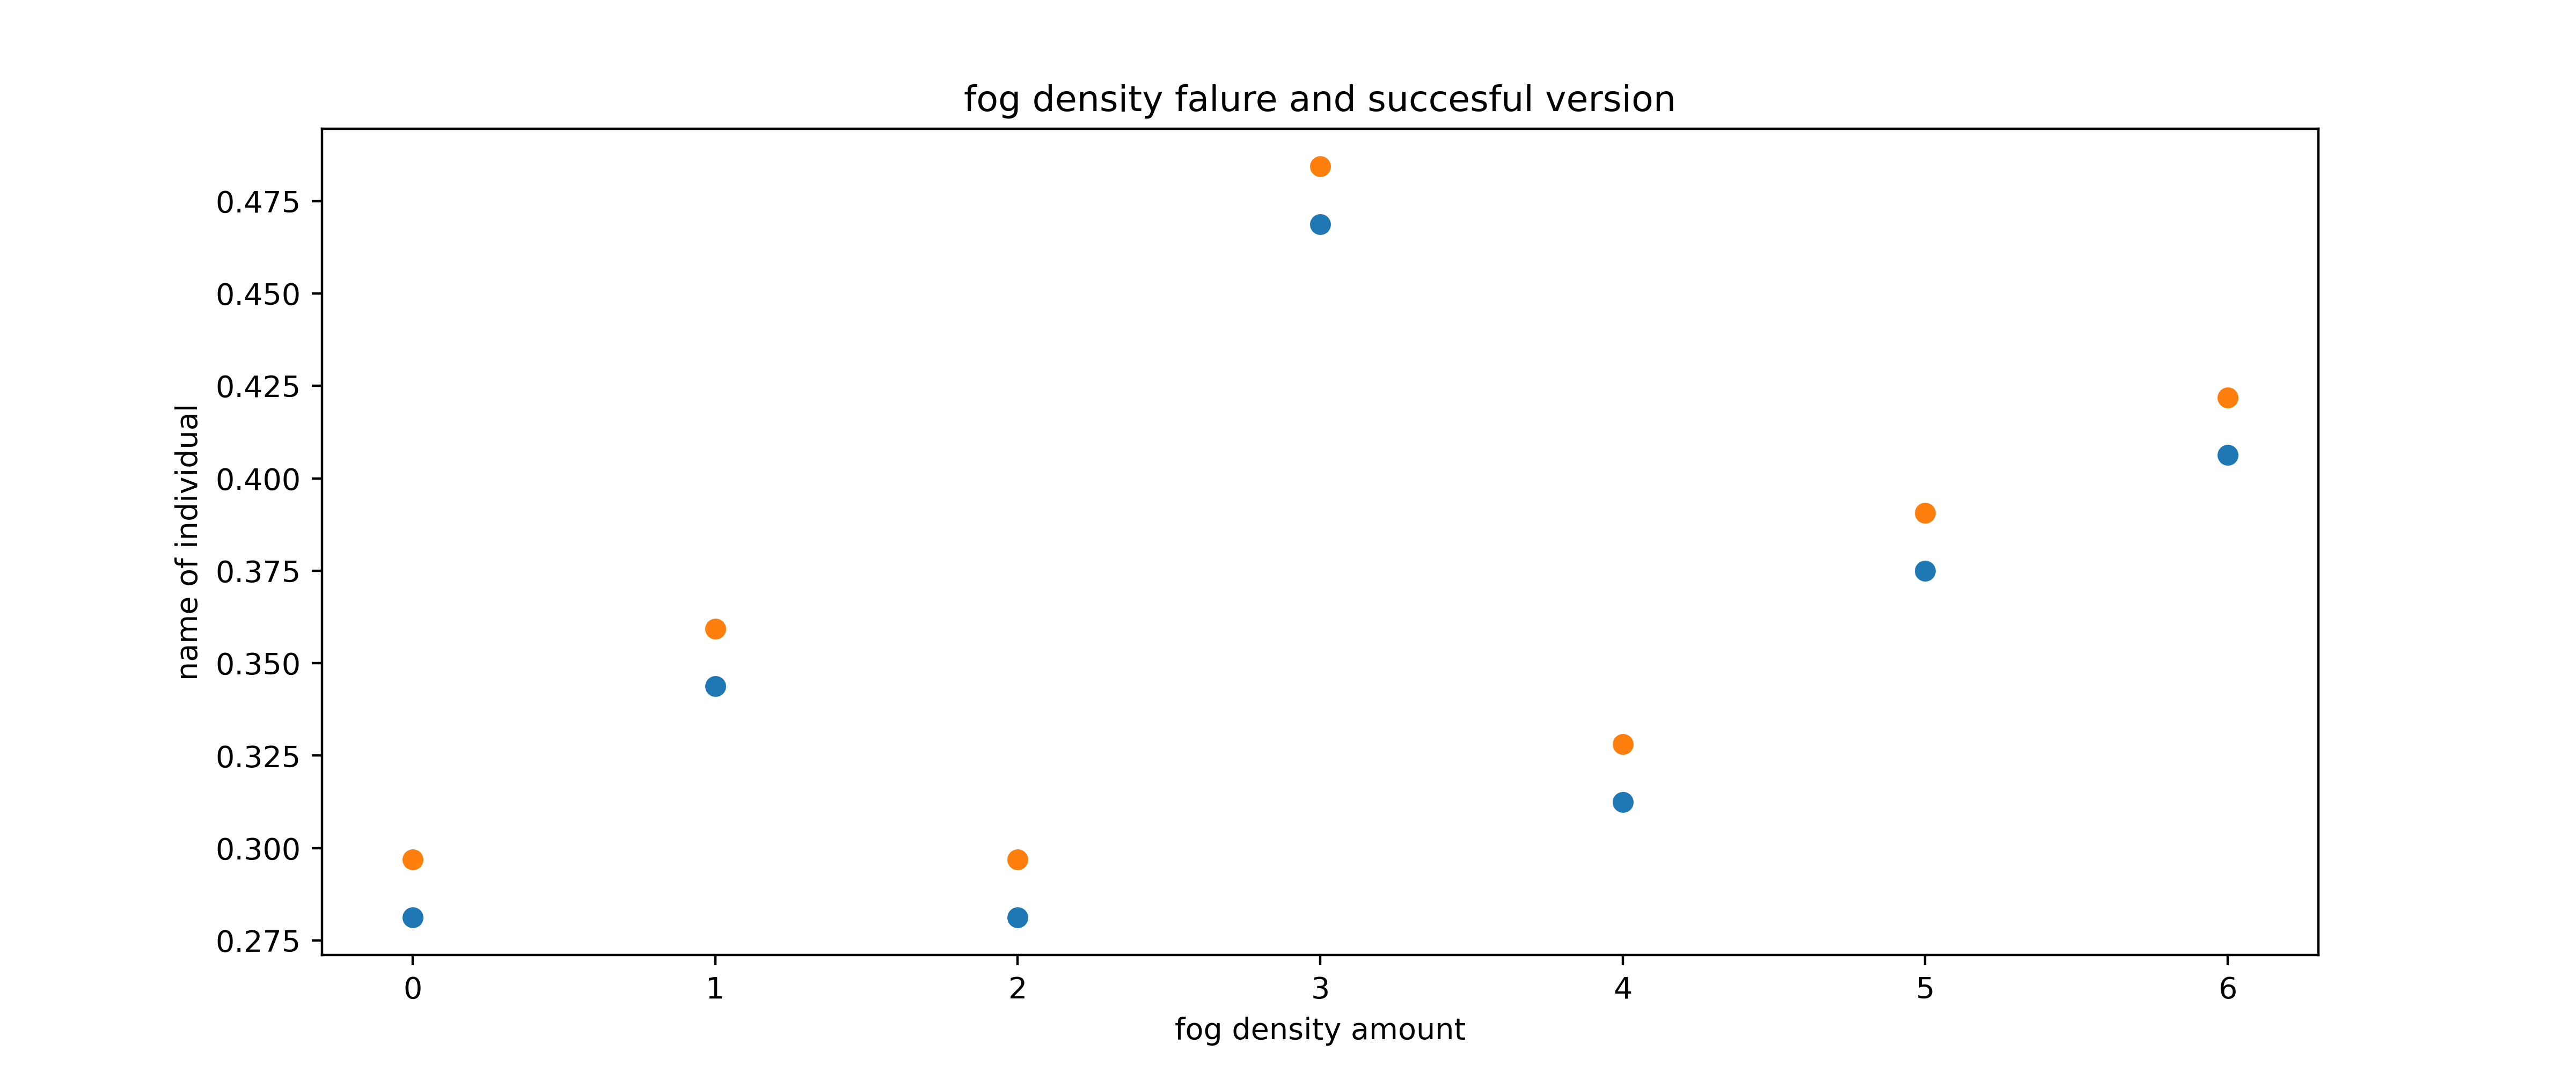 fog density falure and succesful version
0.475
0.450
0.425
0.400
0.375
0.350
0.325
0.300
0.275
name of individual
0 1 2 3 4 5 6
fog density amount